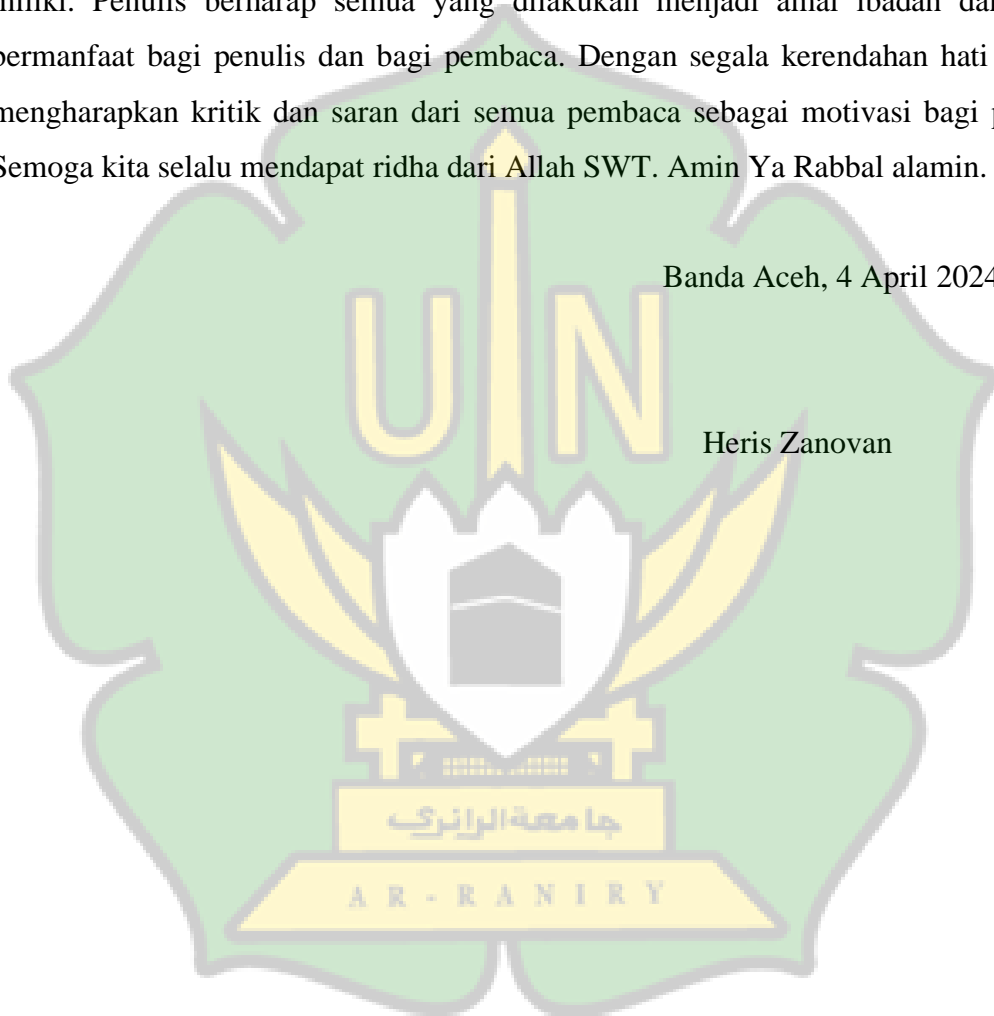 miliki. Penulis berharap semua yang dilakukan menjadi amal ibadah dan
bermanfaat bagi penulis dan bagi pembaca. Dengan segala kerendahan hati
mengharapkan kritik dan saran dari semua pembaca sebagai motivasi bagi
Semoga kita selalu mendapat ridha dari Allah SWT. Amin Ya Rabbal alamin.
Banda Aceh, 4 April 2024
Heris Zanovan
UIN
جامعة الرانري
AR-RANIRY